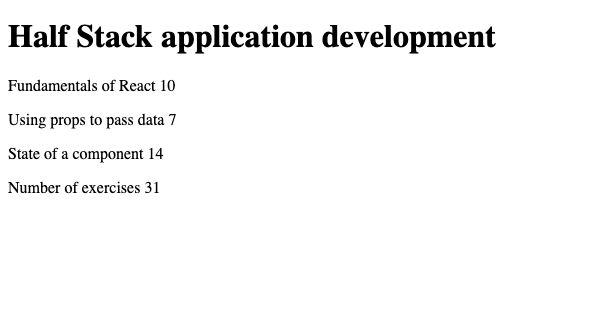 Half Stack application development
Fundamentals of React 10
Using props to pass data 7
State of a component 14
Number of exercises 31